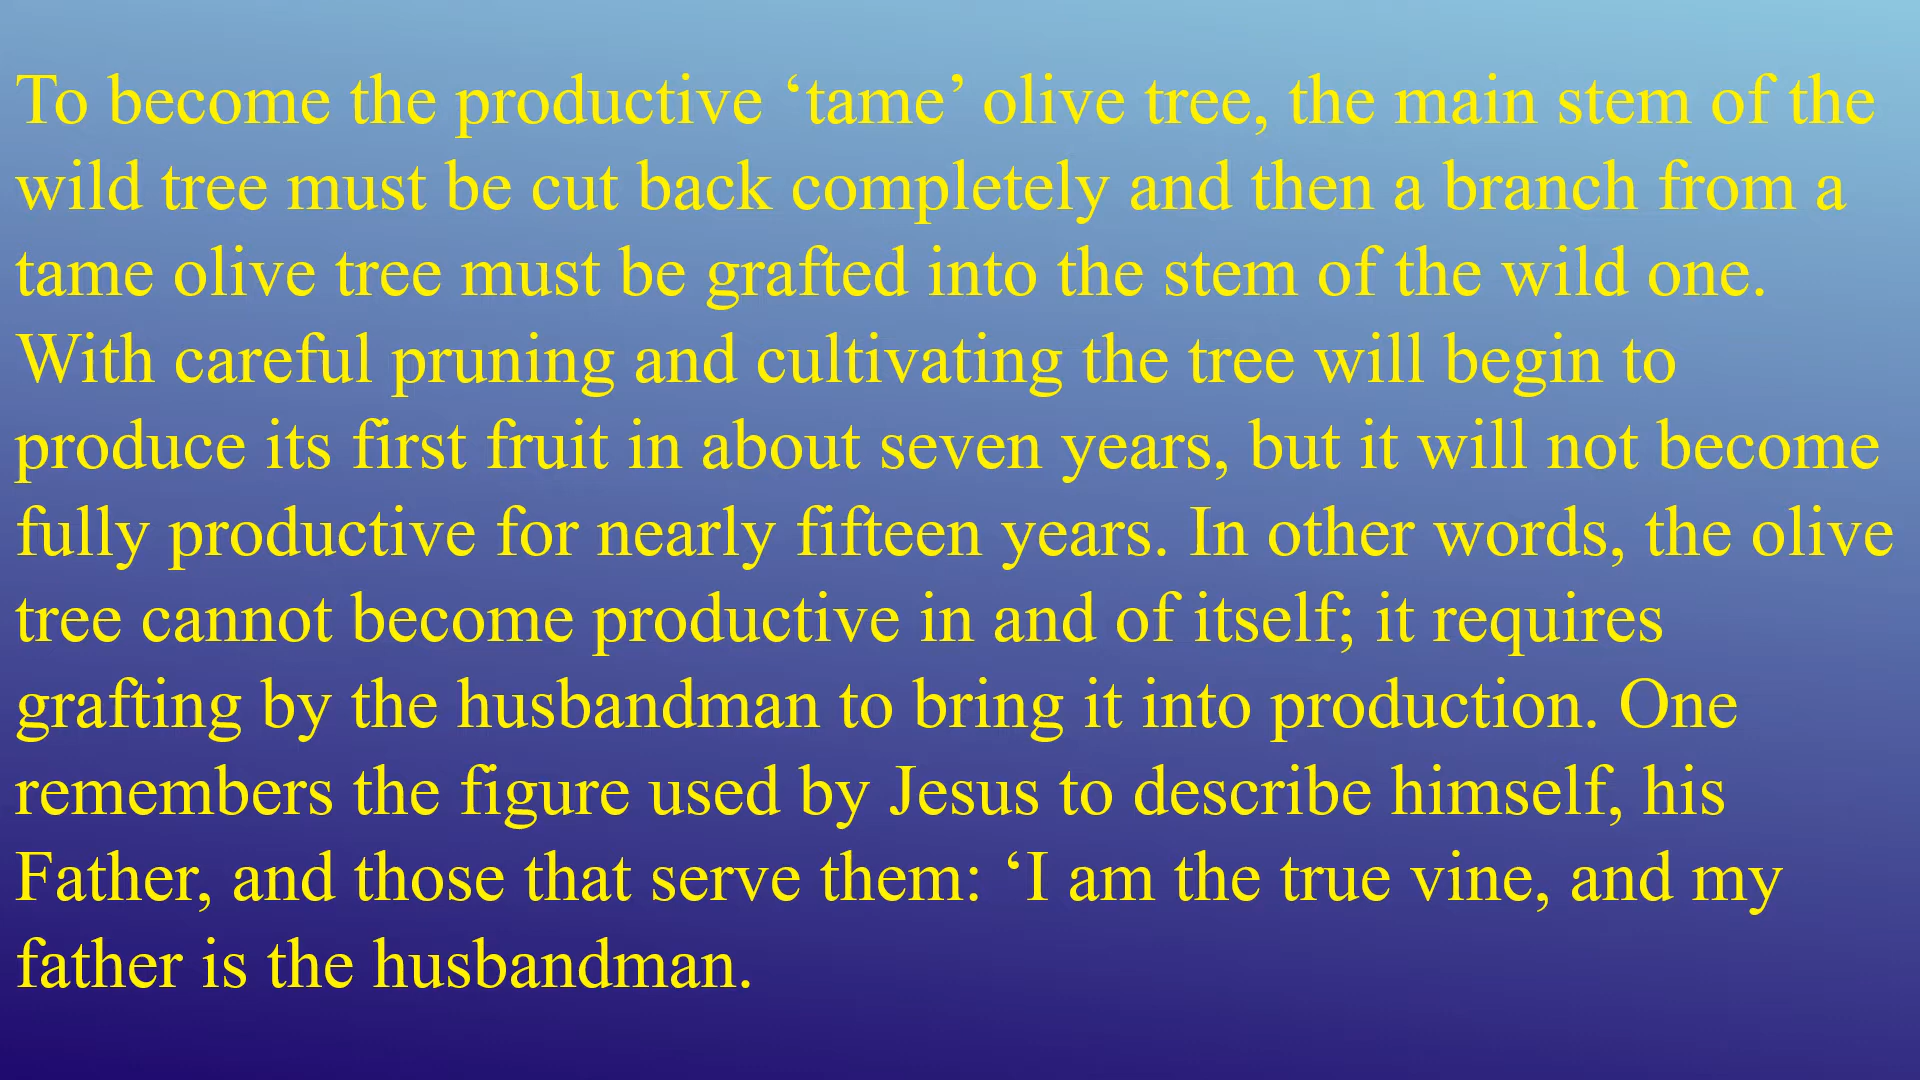 To become the productive ‘tame’ olive tree, the main stem of the
wild tree must be cut back completely and then a branch from a
tame olive tree must be grafted into the stem of the wild one.
With careful pruning and cultivating the tree will begin to
produce its first fruit in about seven years, but it will not become
fully productive for nearly fifteen years. In other words, the olive
tree cannot become productive in and of itself; it requires
grafting by the husbandman to bring it into production. One
remembers the figure used by Jesus to describe himself, his
Father, and those that serve them: ‘I am the true vine, and my
father is the husbandman.